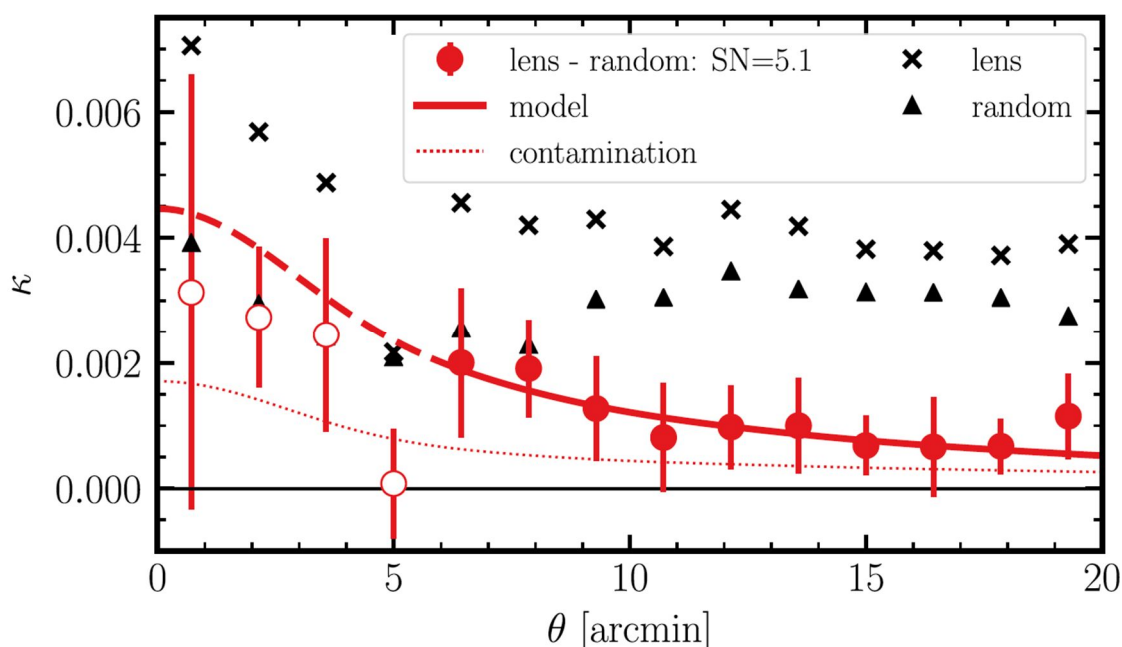 lens - random: SN=5.1
model
contamination
lens
random
κ
0.006
0.004
0.002
0.000
0
5
10
15
20
θ [arcmin]